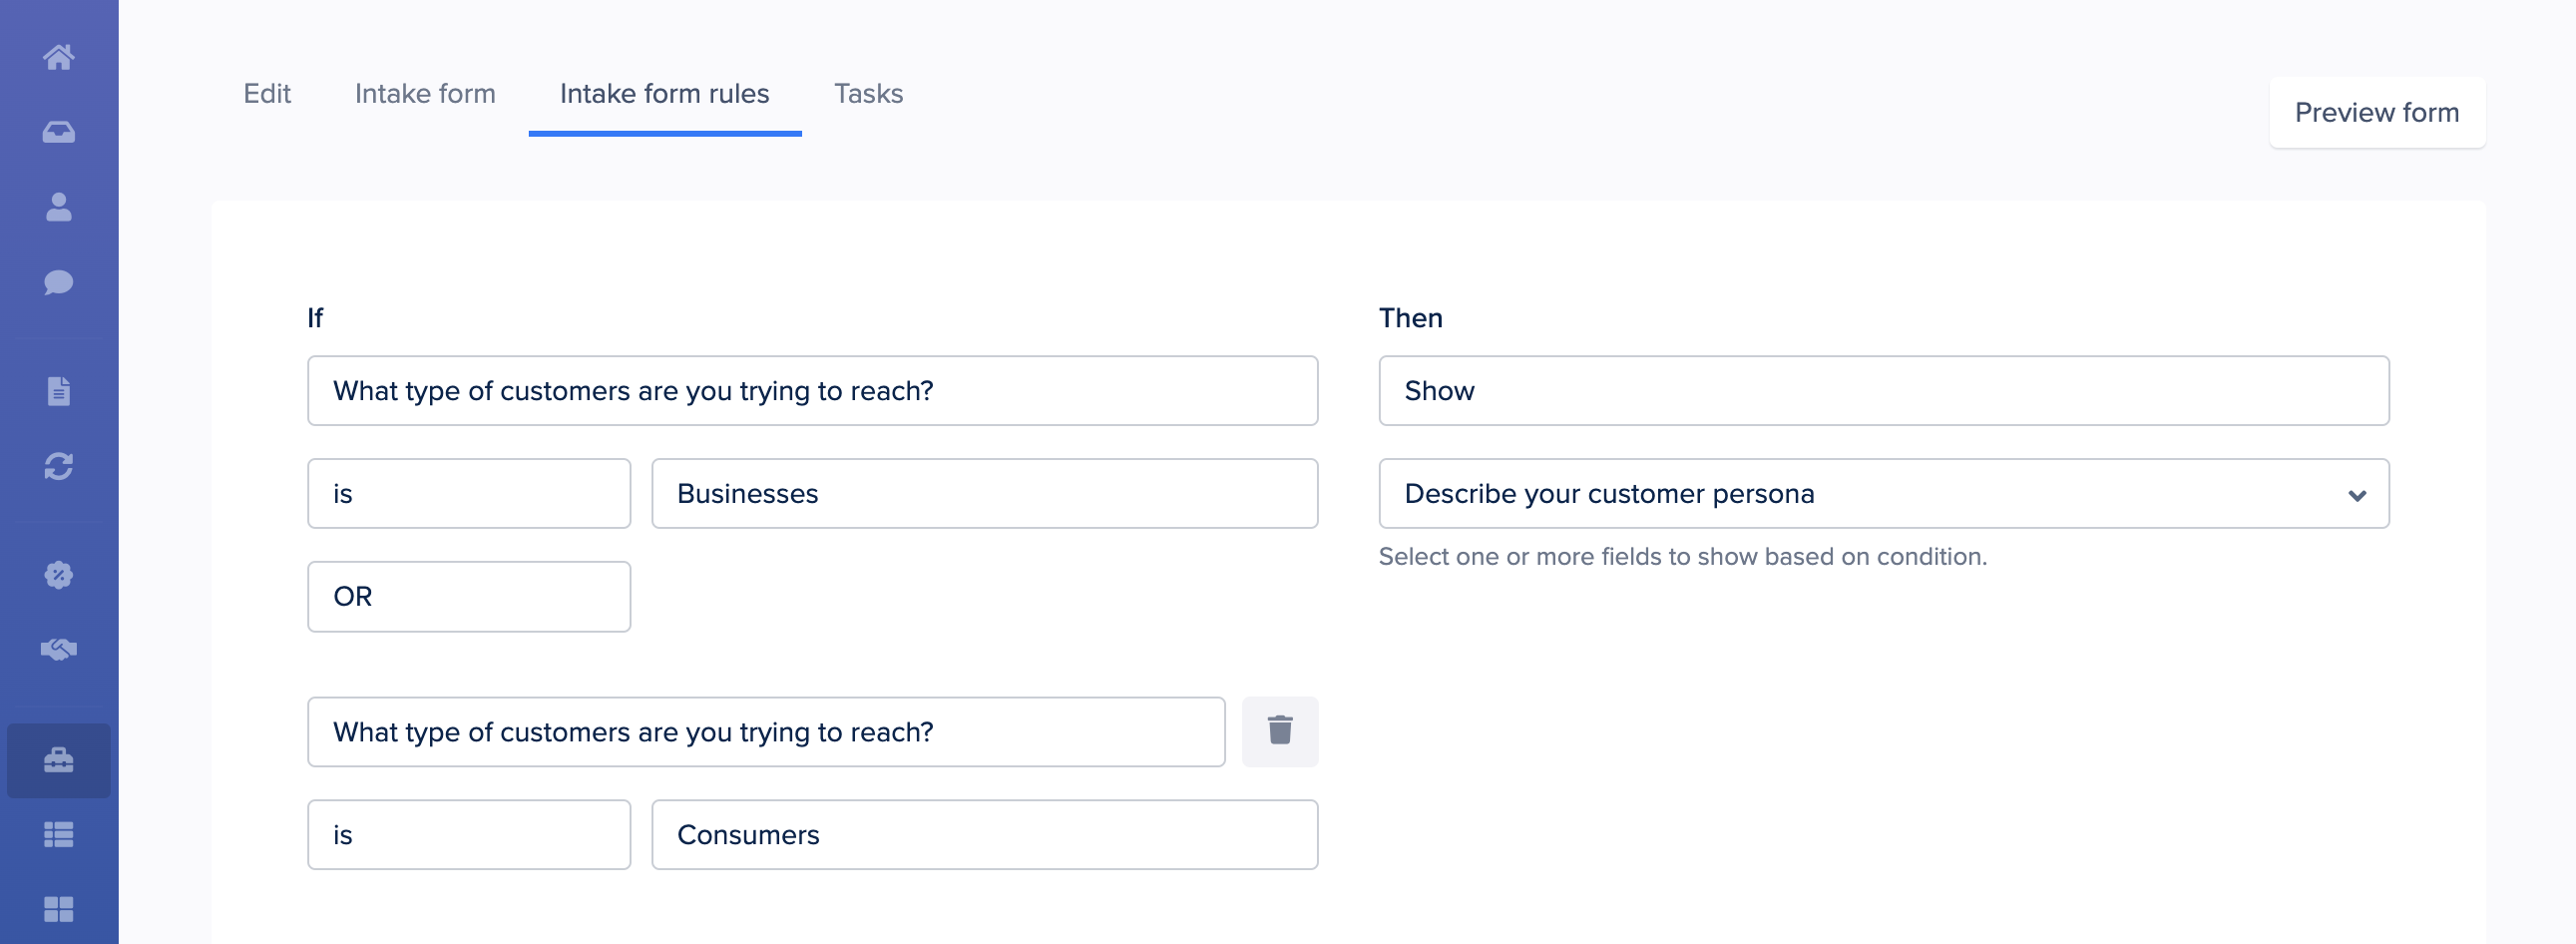 Edit
Intake form
Intake form rules
Tasks
Preview form
If
What type of customers are you trying to reach?
is
Businesses
OR
What type of customers are you trying to reach?
is
Consumers
Then
Show
Describe your customer persona
Select one or more fields to show based on condition.